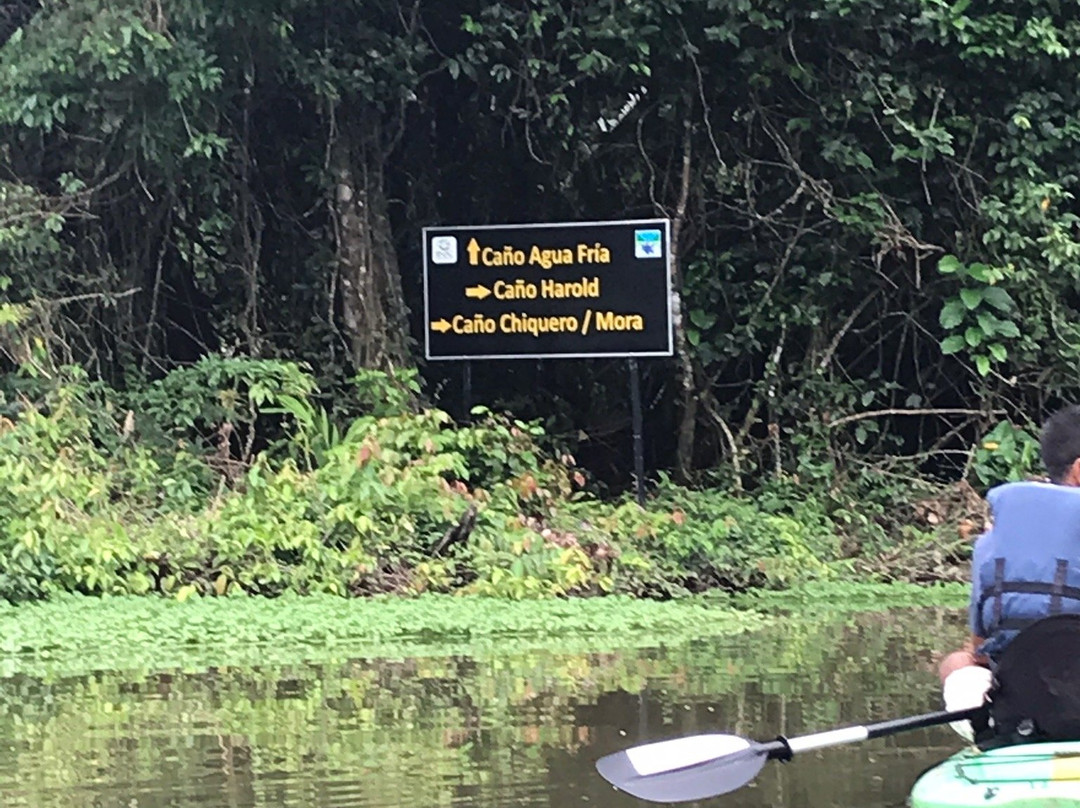 Caño Agua Fría
Caño Harold
Caño Chiquero / Mora